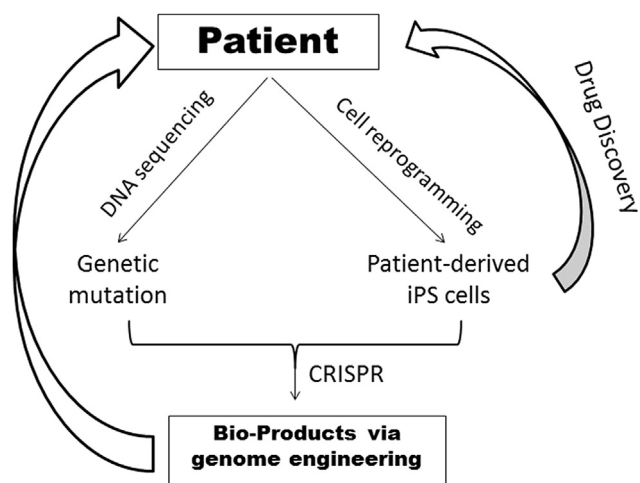 Patient
DNA sequencing
Cell reprogramming
Drug Discovery
Genetic
mutation
Patient-derived
iPS cells
CRISPR
Bio-Products via
genome engineering